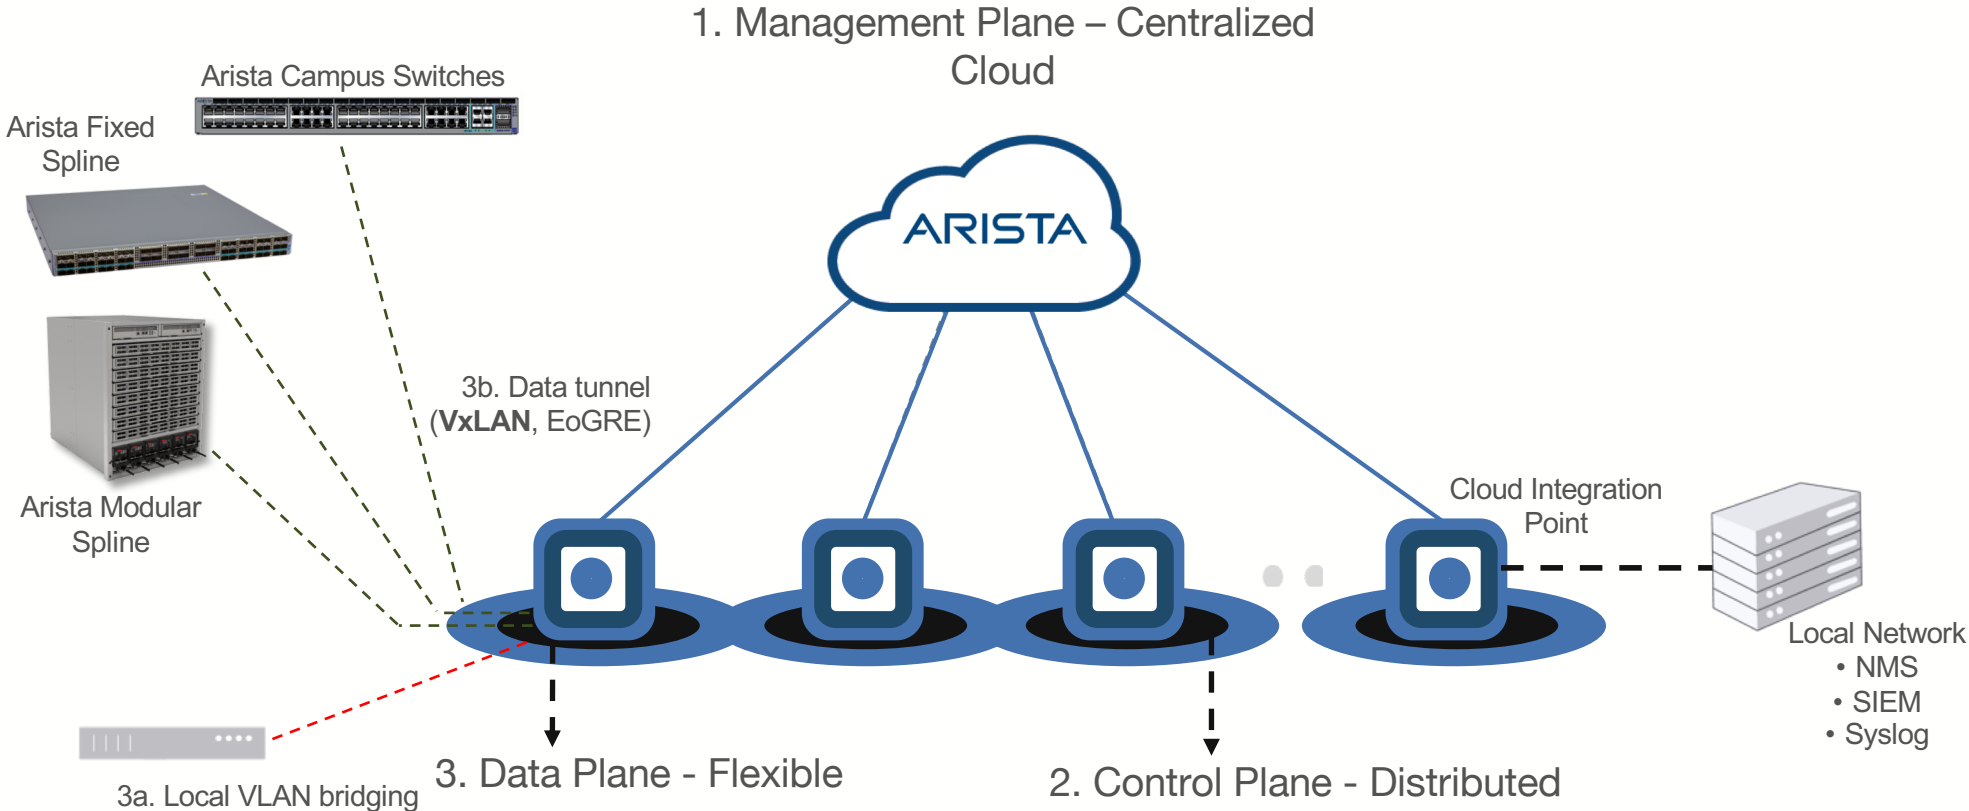 1. Management Plane – Centralized
Cloud
Arista Campus Switches
Arista Fixed
Spline
ARISTA
3b. Data tunnel
(VxLAN, EoGRE)
Arista Modular
Spline
Cloud Integration
Point
Local Network
• NMS
• SIEM
• Syslog
3. Data Plane - Flexible
2. Control Plane - Distributed
3a. Local VLAN bridging